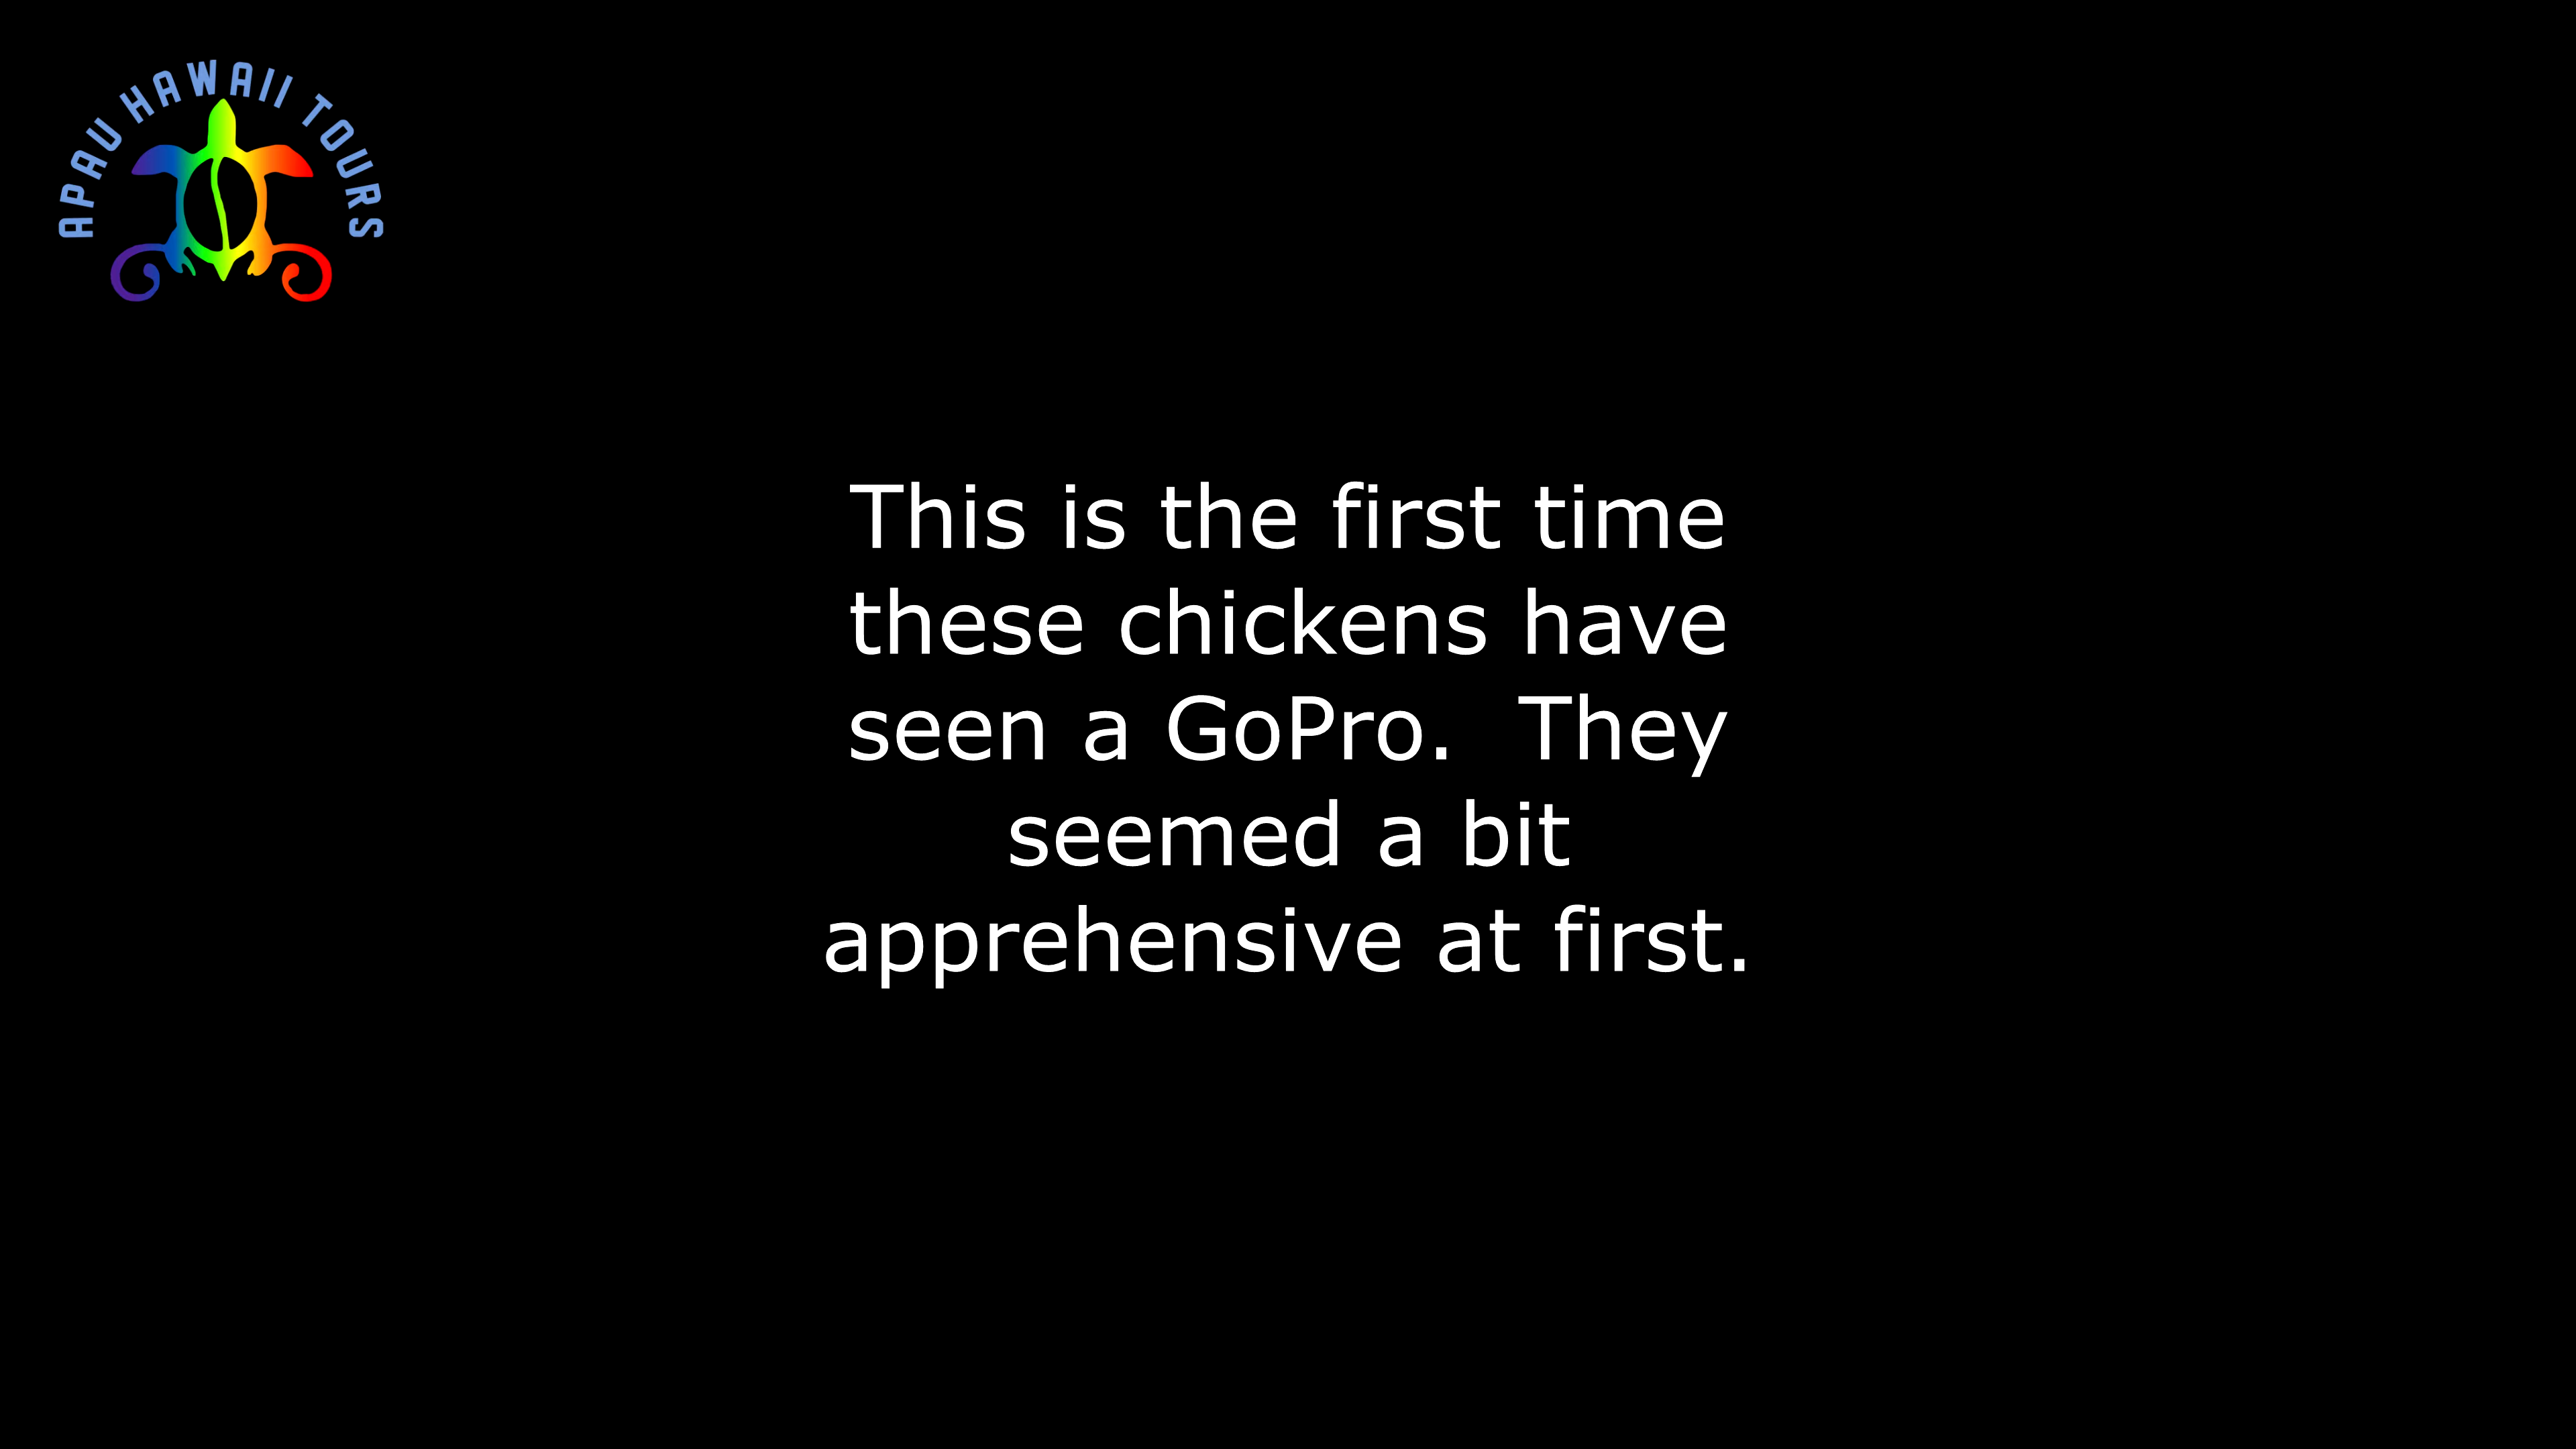 APAU HAWAII TOURS
This is the first time
these chickens have
seen a GoPro.  They
seemed a bit
apprehensive at first.